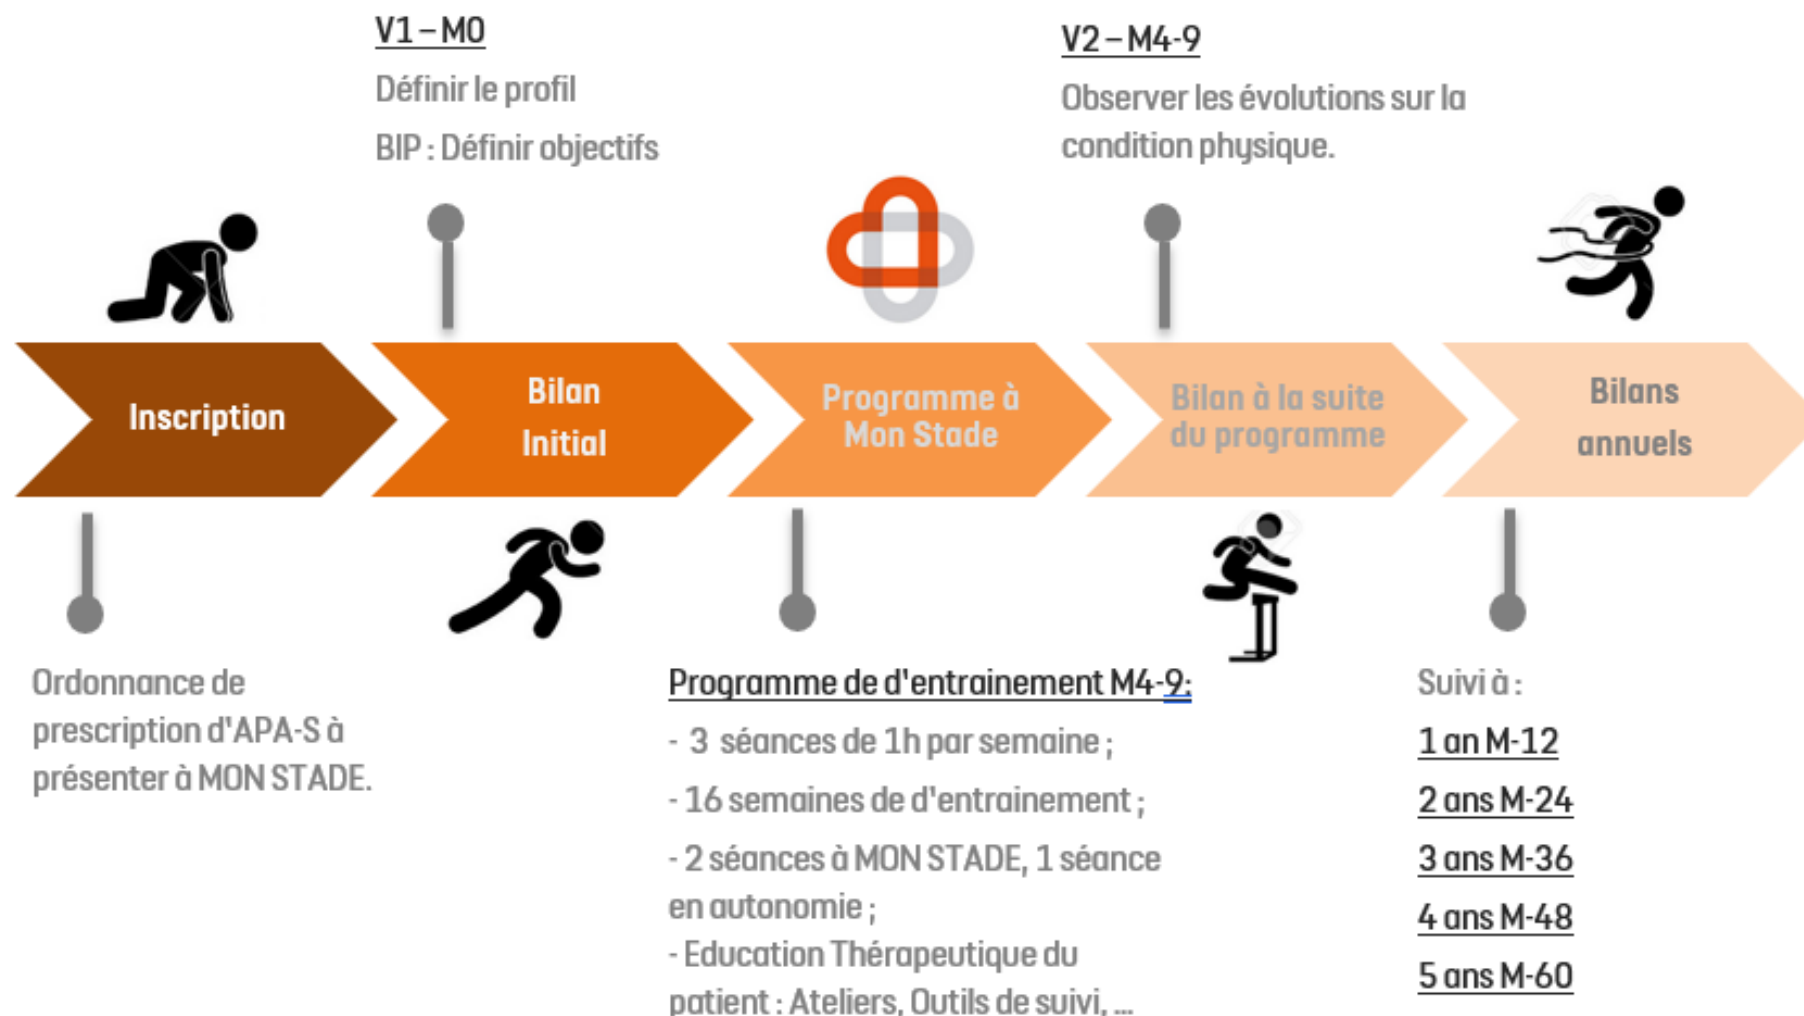 V1 – M0
Définir le profil
BIP : Définir objectifs
V2 – M4-9
Observer les évolutions sur la
condition physique.
Inscription
Bilan
Initial
Programme à
Mon Stade
Bilan à la suite
du programme
Bilans
annuels
Ordonnance de
prescription d'APA-S à
présenter à MON STADE.
Programme de d'entrainement M4-9:
- 3 séances de 1h par semaine ;
- 16 semaines de d'entrainement ;
- 2 séances à MON STADE, 1 séance
en autonomie ;
- Education Thérapeutique du
patient : Ateliers, Outils de suivi, ...
Suivi à :
1 an M-12
2 ans M-24
3 ans M-36
4 ans M-48
5 ans M-60